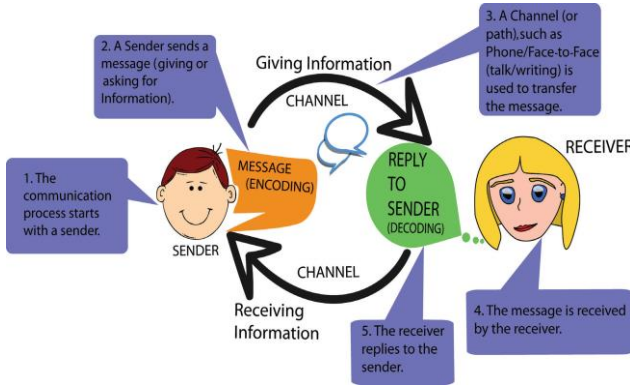 2. A Sender sends a
message (giving or
asking for
Information).
Giving Information
CHANNEL
3. A Channel (or
path),such as
Phone/Face-to-Face
(talk/writing) is
used to transfer
the message.
1. The
communication
process starts
with a sender.
SENDER
MESSAGE
(ENCODING)
REPLY
TO
SENDER
(DECODING)
RECEIVER
CHANNEL
Receiving
Information
5. The receiver
replies to the
sender.
4. The message is received
by the receiver.